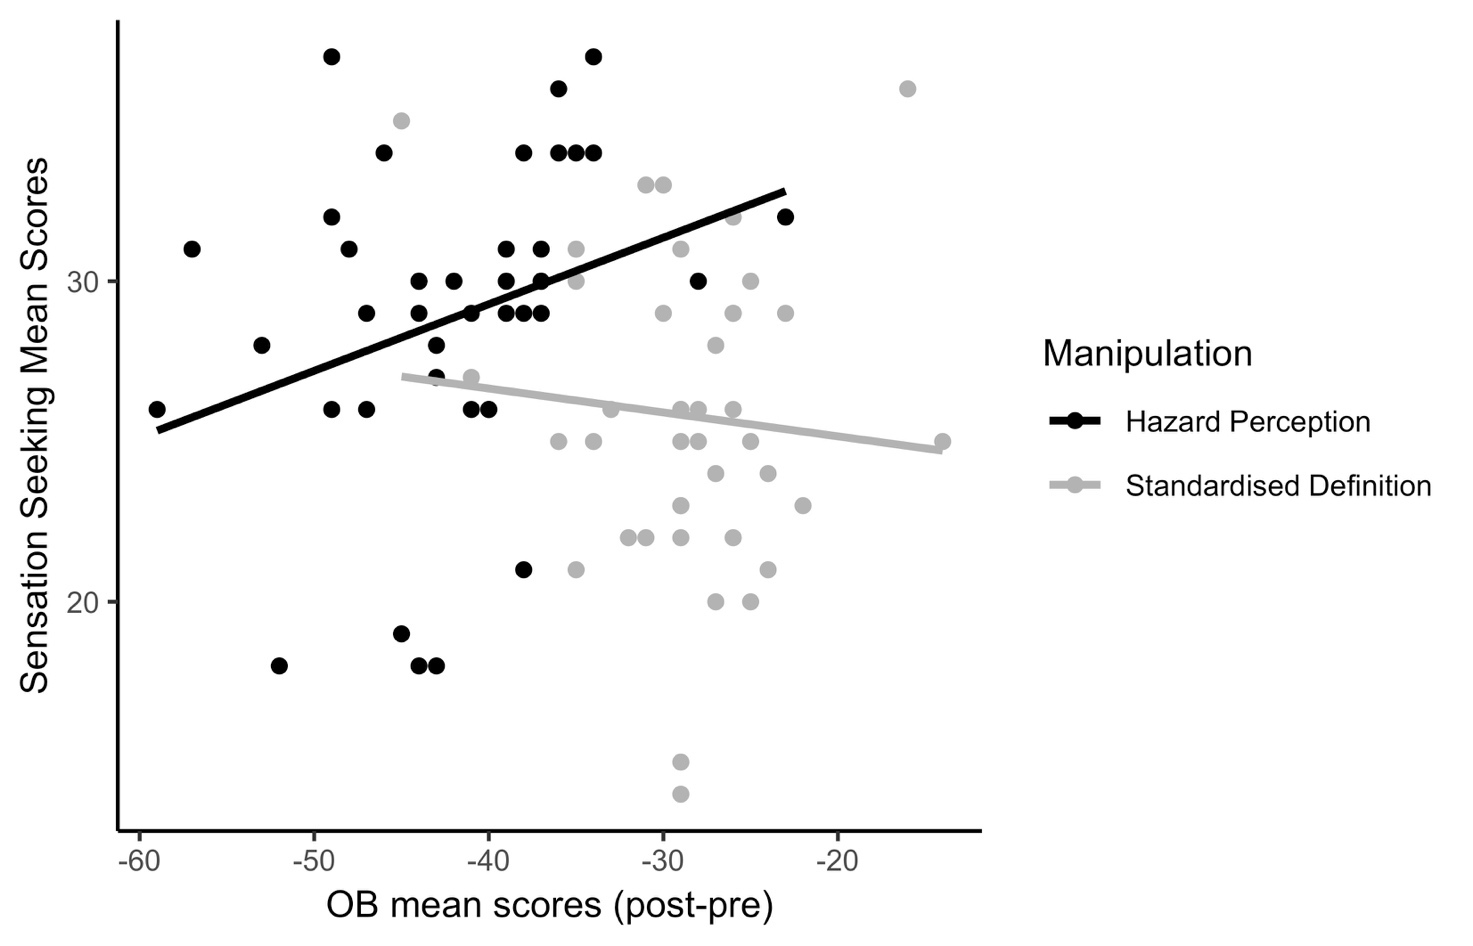 Sensation Seeking Mean Scores
30
20
-60
-50
-40
-30
-20
OB mean scores (post-pre)
Manipulation
Hazard Perception
Standardised Definition